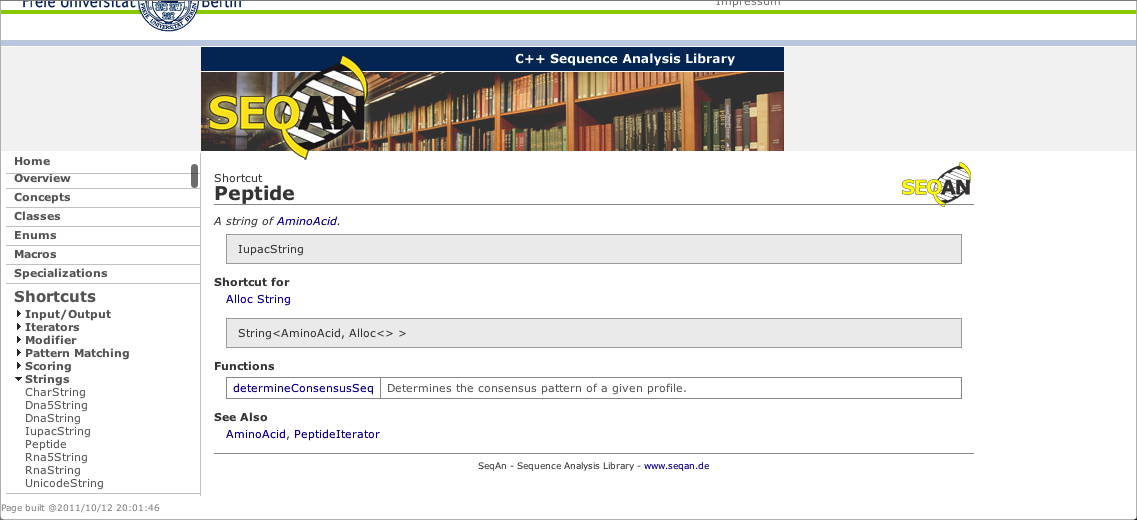 Freie Universität Berlin
Impressum
C++ Sequence Analysis Library
SEQAN
Home
Overview
Concepts
Classes
Enums
Macros
Specializations
Shortcuts
Input/Output
Iterators
Modifier
Pattern Matching
Scoring
Strings
CharString
Dna5String
DnaString
IupacString
Peptide
Rna5String
RnaString
UnicodeString
Page built @2011/10/12 20:01:46
Shortcut
Peptide
SEQAN
A string of AminoAcid.
IupacString
Shortcut for
Alloc String
String<AminoAcid, Alloc<> >
Functions
determineConsensusSeq Determines the consensus pattern of a given profile.
See Also
AminoAcid, PeptideIterator
SeqAn - Sequence Analysis Library - www.seqan.de